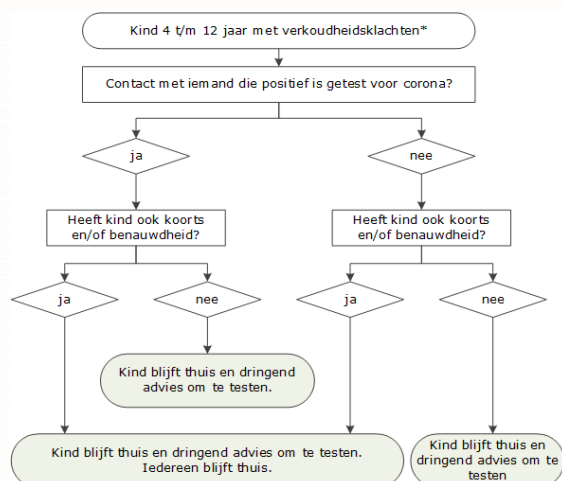 Kind 4 t/m 12 jaar met verkoudheidsklachten*
Contact met iemand die positief is getest voor corona?
ja
nee
Heeft kind ook koorts
en/of benauwdheid?
Heeft kind ook koorts
en/of benauwdheid?
ja
nee
ja
nee
Kind blijft thuis en dringend
advies om te testen.
Kind blijft thuis en dringend advies om te testen.
Iedereen blijft thuis.
Kind blijft thuis en
dringend advies om te
testen